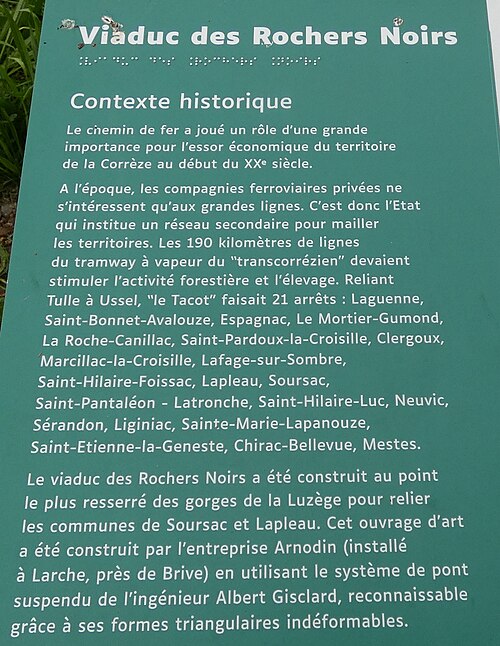 Viaduc des Rochers Noirs
Contexte historique
Le chemin de fer a joué un rôle d'une grande
importance pour l'essor économique du territoire
de la Corrèze au début du XXᵉ siècle.
A l'époque, les compagnies ferroviaires privées ne
s'intéressent qu'aux grandes lignes. C'est donc l'Etat
qui institue un réseau secondaire pour mailler
les territoires. Les 190 kilomètres de lignes
du tramway à vapeur du "transcorrézien" devaient
stimuler l'activité forestière et l'élevage. Reliant
Tulle à Ussel, "le Tacot" faisait 21 arrêts : Laguenne,
Saint-Bonnet-Avalouze, Espagnac, Le Mortier-Gumond,
La Roche-Canillac, Saint-Pardoux-la-Croisille, Clergoux,
Marcillac-la-Croisille, Lafage-sur-Sombre,
Saint-Hilaire-Foissac, Lapleau, Soursac,
Saint-Pantaléon - Latronche, Saint-Hilaire-Luc, Neuvic,
Sérandon, Liginiac, Sainte-Marie-Lapanouze,
Saint-Etienne-la-Geneste, Chirac-Bellevue, Mestes.
Le viaduc des Rochers Noirs a été construit au point
le plus resserré des gorges de la Luzège pour relier
les communes de Soursac et Lapleau. Cet ouvrage d'art
a été construit par l'entreprise Arnodin (installé
à Larche, près de Brive) en utilisant le système de pont
suspendu de l'ingénieur Albert Gisclard, reconnaissable
grâce à ses formes triangulaires indéformables.